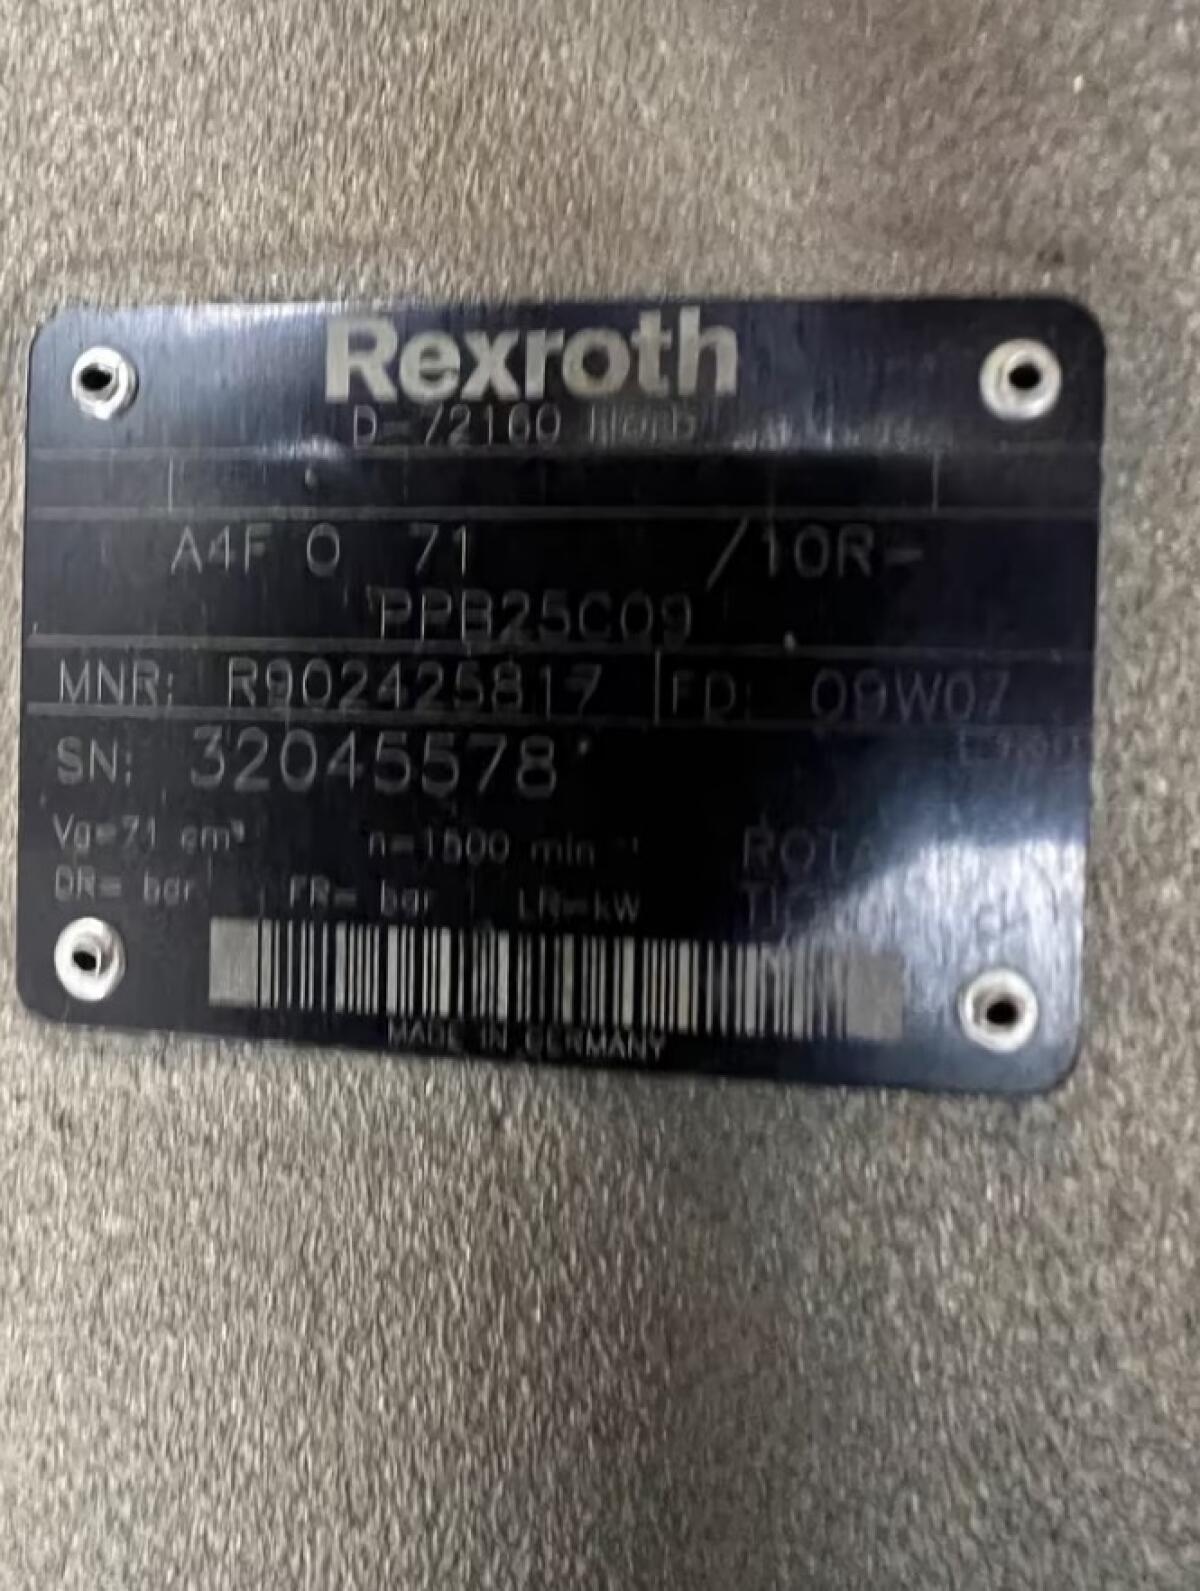 Rexroth
D-72160 Horb
A4F O 71 /10R-
PPB25C09
MNR: R902425817 FD: 09W07
SN: 32045578
Vg=71 cm³ n=1500 min⁻¹
DR= bar FR= bar LR=kW
MADE IN GERMANY